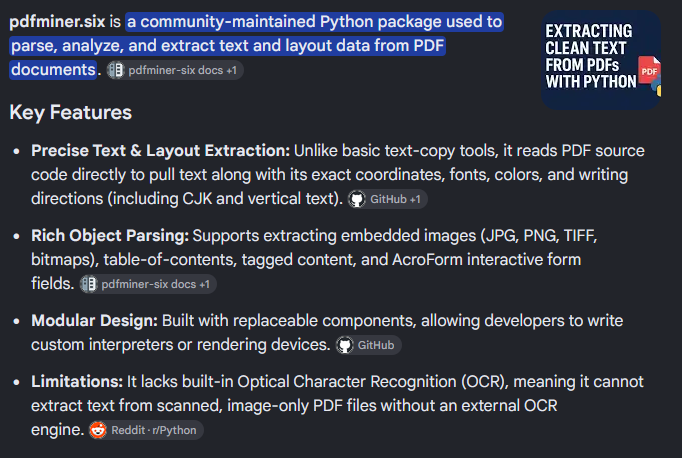 pdfminer.six is a community-maintained Python package used to
parse, analyze, and extract text and layout data from PDF
documents. pdfminer-six docs +1
EXTRACTING
CLEAN TEXT
FROM PDFs
WITH PYTHON
PDF
Key Features
• Precise Text & Layout Extraction: Unlike basic text-copy tools, it reads PDF source
code directly to pull text along with its exact coordinates, fonts, colors, and writing
directions (including CJK and vertical text). GitHub +1
• Rich Object Parsing: Supports extracting embedded images (JPG, PNG, TIFF,
bitmaps), table-of-contents, tagged content, and AcroForm interactive form
fields. pdfminer-six docs +1
• Modular Design: Built with replaceable components, allowing developers to write
custom interpreters or rendering devices. GitHub
• Limitations: It lacks built-in Optical Character Recognition (OCR), meaning it cannot
extract text from scanned, image-only PDF files without an external OCR
engine. Reddit · r/Python